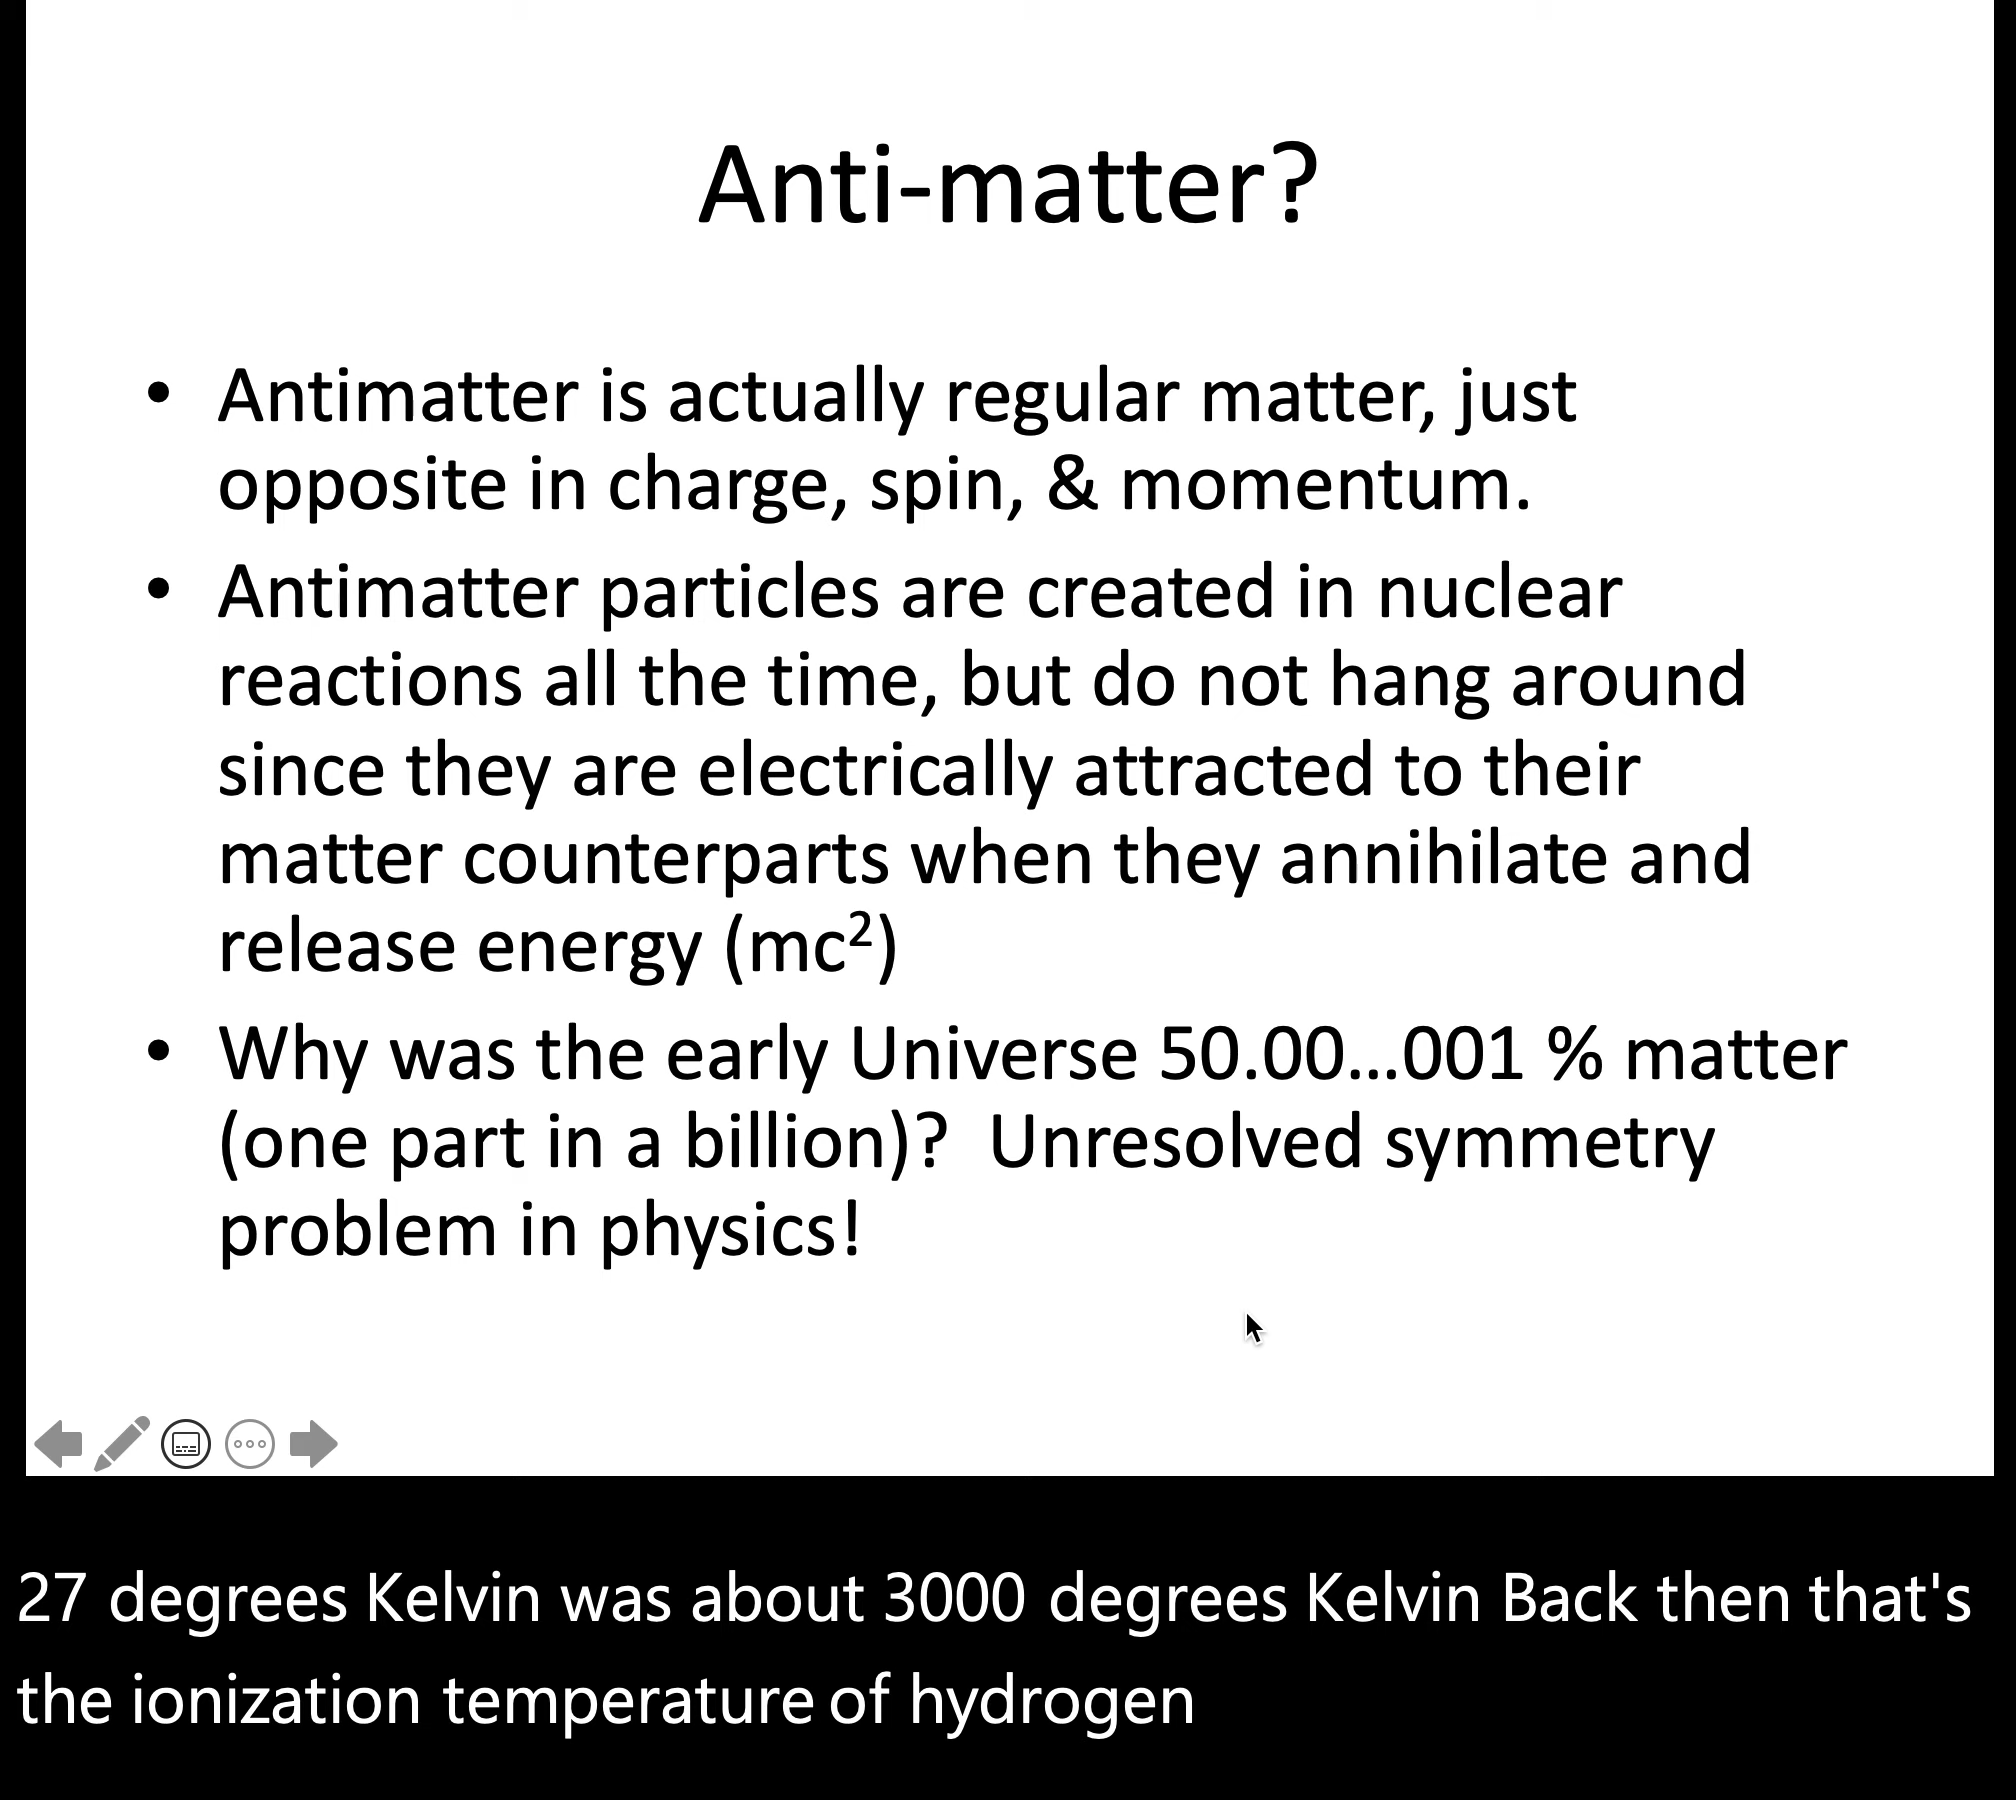 Anti-matter?
• Antimatter is actually regular matter, just
opposite in charge, spin, & momentum.
• Antimatter particles are created in nuclear
reactions all the time, but do not hang around
since they are electrically attracted to their
matter counterparts when they annihilate and
release energy (mc²)
• Why was the early Universe 50.00...001 % matter
(one part in a billion)?  Unresolved symmetry
problem in physics!
27 degrees Kelvin was about 3000 degrees Kelvin Back then that's
the ionization temperature of hydrogen